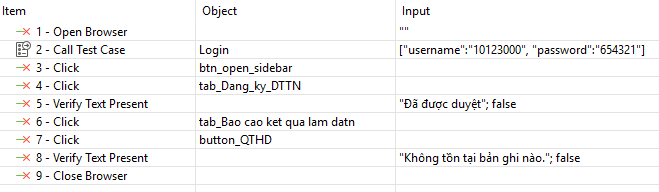 Item Object Input
1 - Open Browser ""
2 - Call Test Case Login ["username":"10123000", "password":"654321"]
3 - Click btn_open_sidebar
4 - Click tab_Dang_ky_DTTN
5 - Verify Text Present "Đã được duyệt"; false
6 - Click tab_Bao cao ket qua lam datn
7 - Click button_QTHD
8 - Verify Text Present "Không tồn tại bản ghi nào."; false
9 - Close Browser